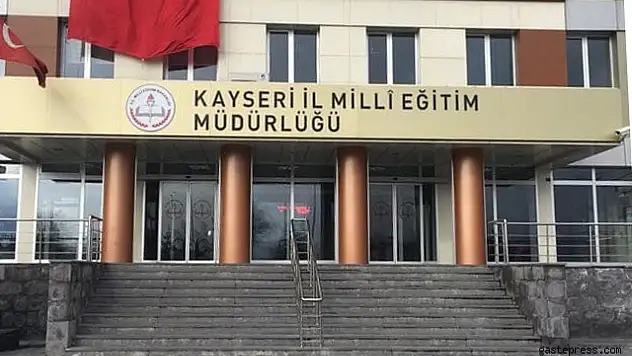 KAYSERİ İL MİLLÎ EĞİTİM
MÜDÜRLÜĞÜ
gastepress.com